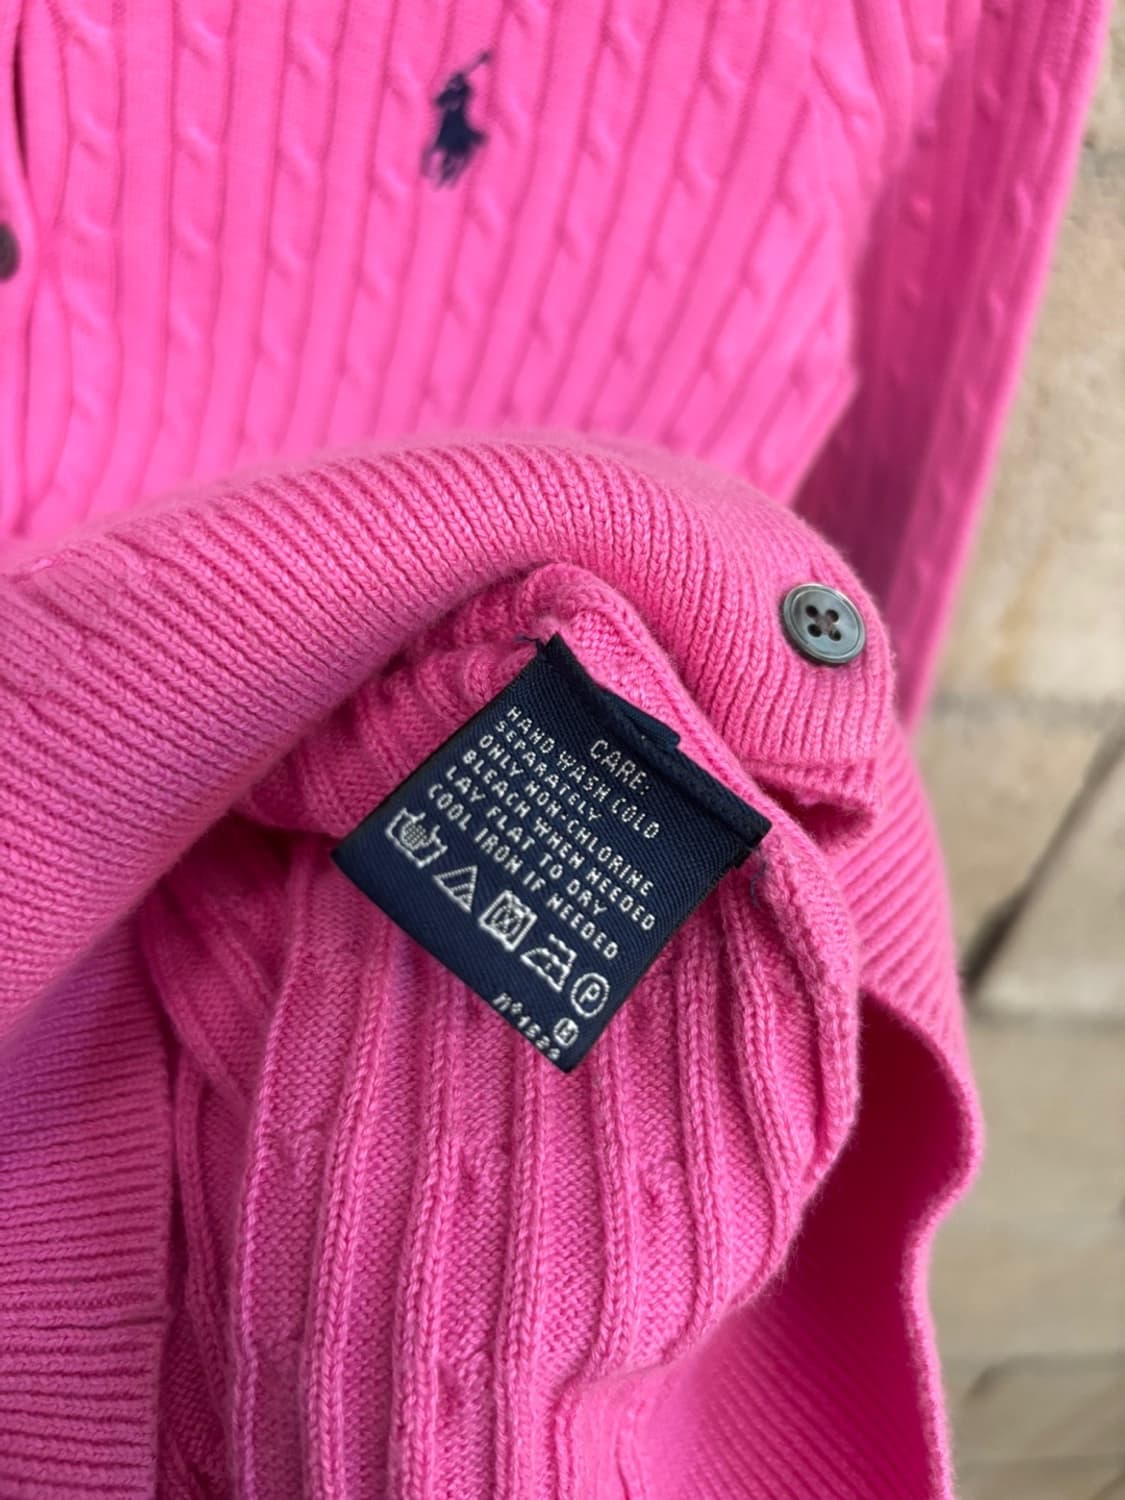 CARE:
HAND WASH COLD
SEPARATELY
ONLY NON-CHLORINE
BLEACH WHEN NEEDED
LAY FLAT TO DRY
COOL IRON IF NEEDED
P
H